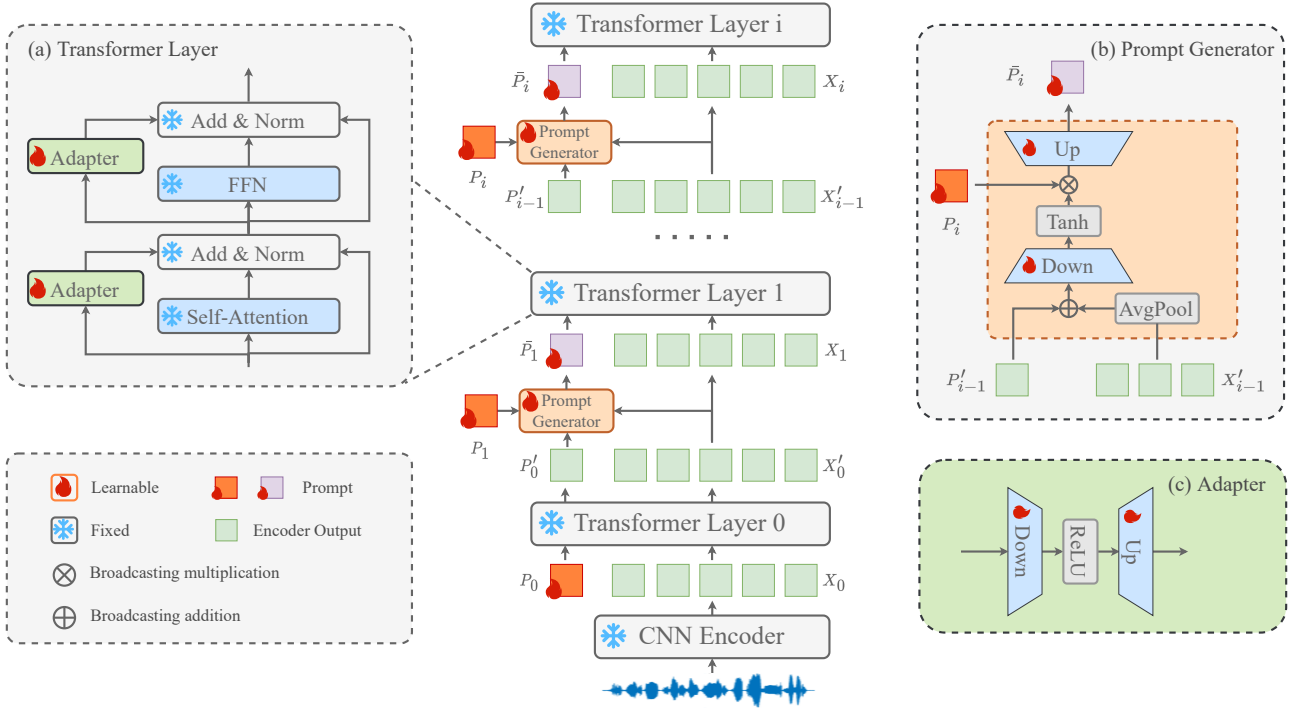 (a) Transformer Layer
Add & Norm
Adapter
FFN
Add & Norm
Adapter
Self-Attention
Learnable
Prompt
Fixed
Encoder Output
Broadcasting multiplication
Broadcasting addition
Transformer Layer i
P̄ᵢ
Xᵢ
Prompt
Generator
Pᵢ
P′ᵢ₋₁
X′ᵢ₋₁
......
Transformer Layer 1
P̄₁
X₁
Prompt
Generator
P₁
P′₀
X′₀
Transformer Layer 0
P₀
X₀
CNN Encoder
(b) Prompt Generator
P̄ᵢ
Up
Pᵢ
Tanh
Down
AvgPool
P′ᵢ₋₁
X′ᵢ₋₁
(c) Adapter
Down
ReLU
Up